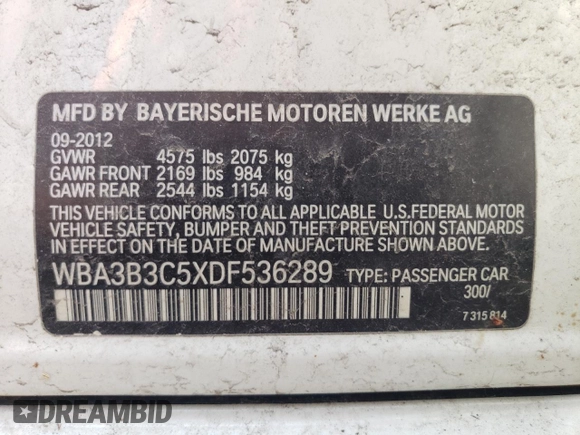 MFD BY BAYERISCHE MOTOREN WERKE AG
09-2012
GVWR 4575 lbs 2075 kg
GAWR FRONT 2169 lbs 984 kg
GAWR REAR 2544 lbs 1154 kg
THIS VEHICLE CONFORMS TO ALL APPLICABLE U.S.FEDERAL MOTOR
VEHICLE SAFETY, BUMPER AND THEFT PREVENTION STANDARDS
IN EFFECT ON THE DATE OF MANUFACTURE SHOWN ABOVE.
WBA3B3C5XDF536289 TYPE: PASSENGER CAR
300/
7 315 814
DREAMBID